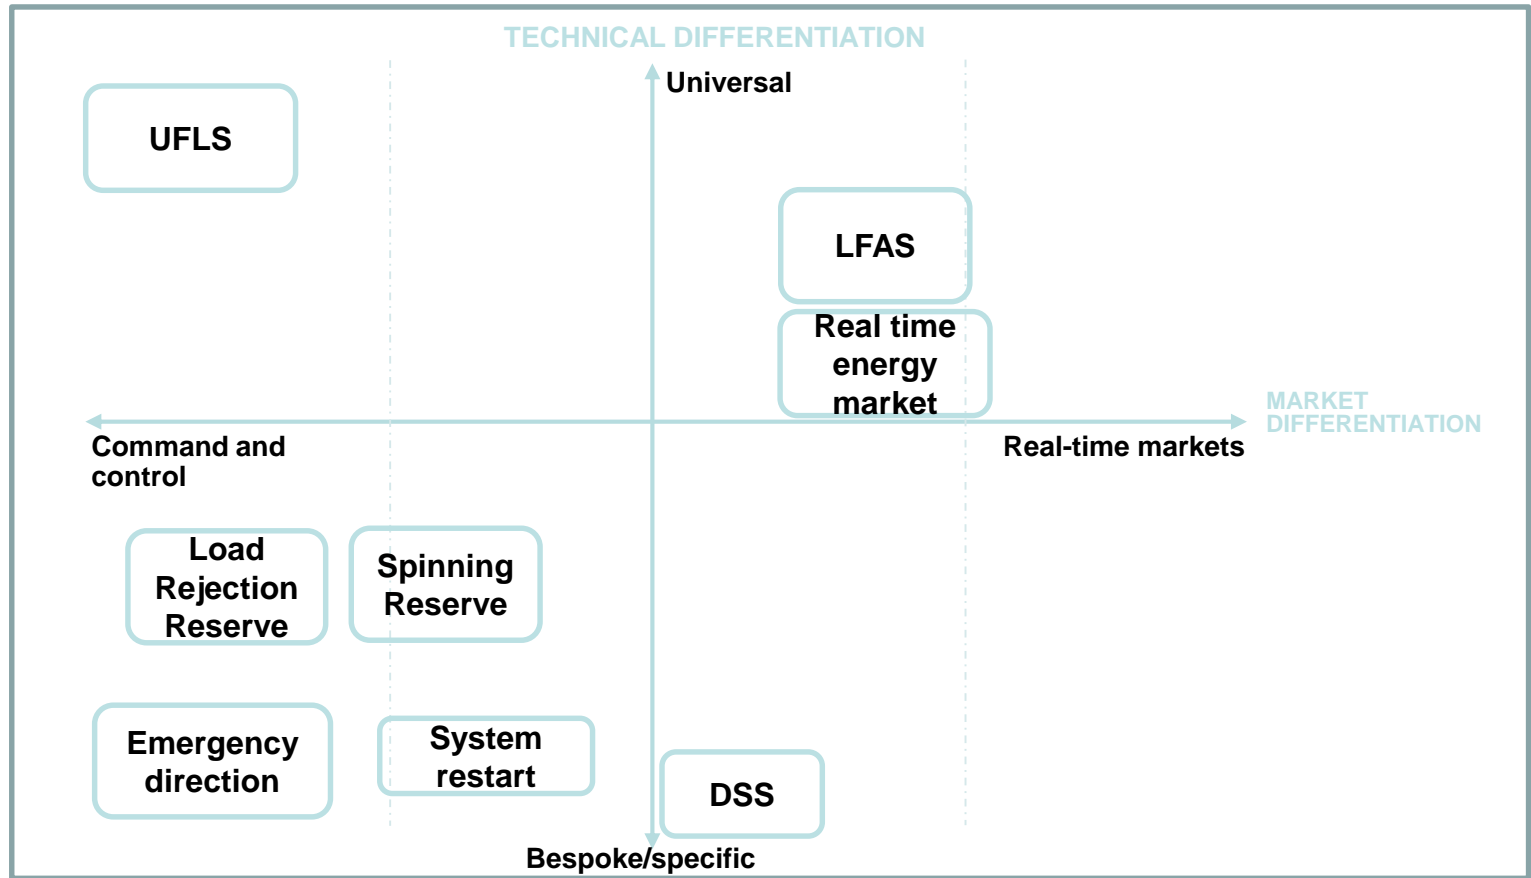 TECHNICAL DIFFERENTIATION
Universal
UFLS
LFAS
Real time
energy
market
MARKET
DIFFERENTIATION
Command and
control
Real-time markets
Load
Rejection
Reserve
Spinning
Reserve
Emergency
direction
System
restart
DSS
Bespoke/specific